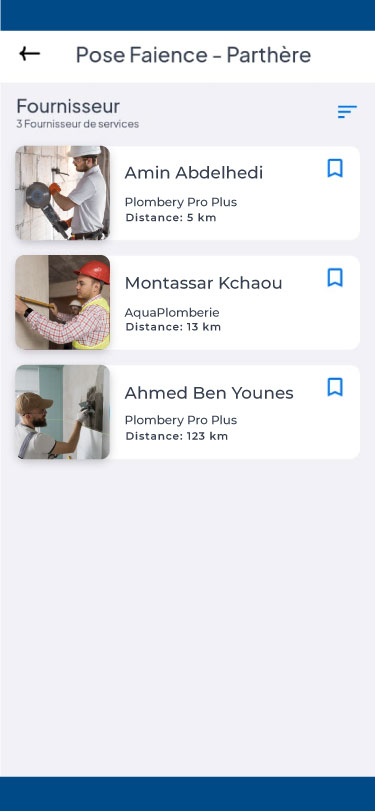 Pose Faience - Parthère
Fournisseur
3 Fournisseur de services
Amin Abdelhedi
Plombery Pro Plus
Distance: 5 km
Montassar Kchaou
AquaPlomberie
Distance: 13 km
Ahmed Ben Younes
Plombery Pro Plus
Distance: 123 km